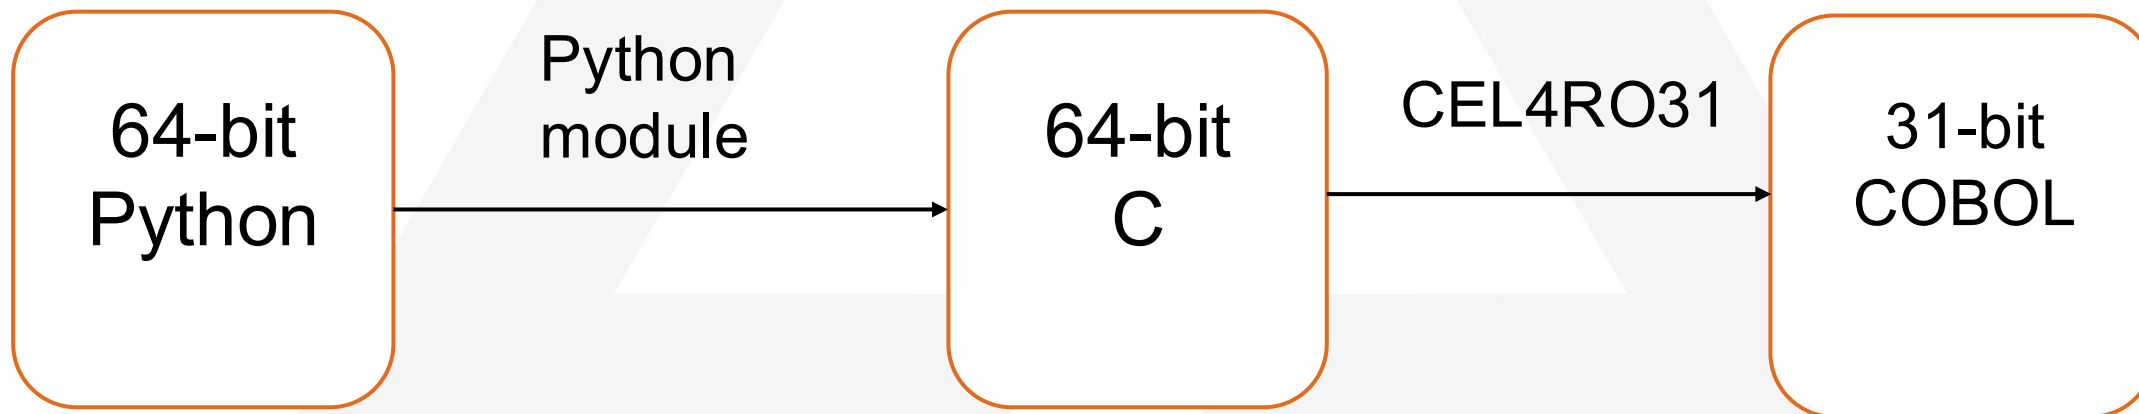 64-bit
Python
Python
module
64-bit
C
CEL4RO31
31-bit
COBOL